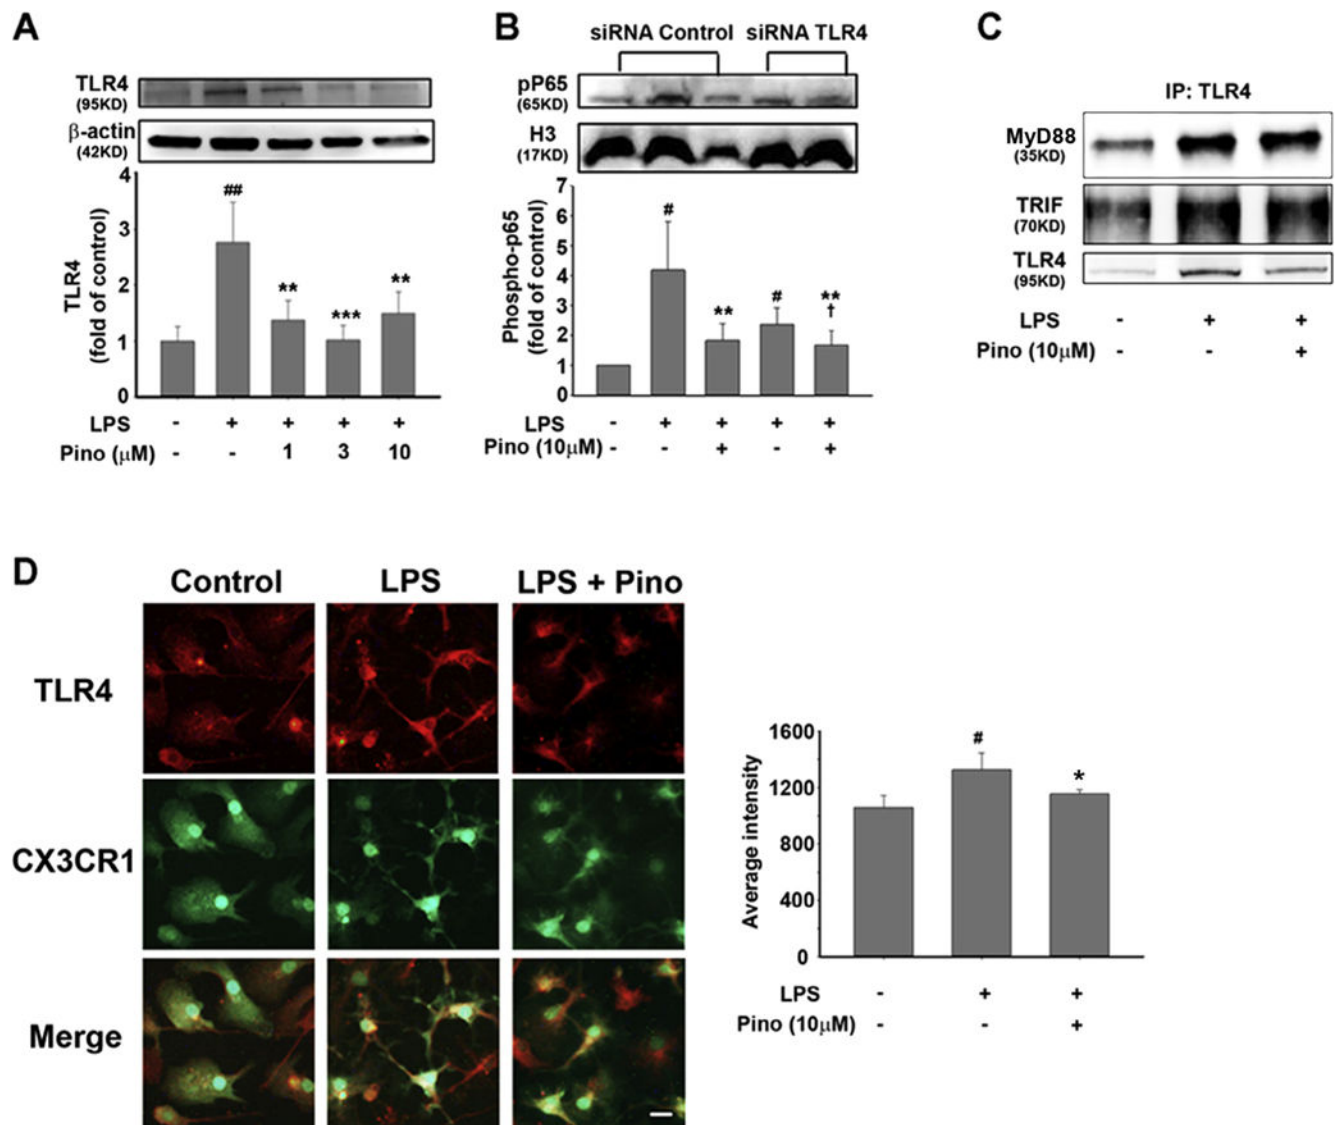 A
TLR4
(95KD)
β-actin
(42KD)
4
3
2
1
0
TLR4
(fold of control)
##
**
***
**
LPS - + + + +
Pino (μM) - - 1 3 10
B
siRNA Control siRNA TLR4
pP65
(65KD)
H3
(17KD)
7
6
5
4
3
2
1
0
Phospho-p65
(fold of control)
#
**
#
**
†
LPS - + + + +
Pino (10μM) - - + - +
C
IP: TLR4
MyD88
(35KD)
TRIF
(70KD)
TLR4
(95KD)
LPS - + +
Pino (10μM) - - +
D
Control LPS LPS + Pino
TLR4
CX3CR1
Merge
1600
1200
800
400
0
Average intensity
#
*
LPS - + +
Pino (10μM) - - +